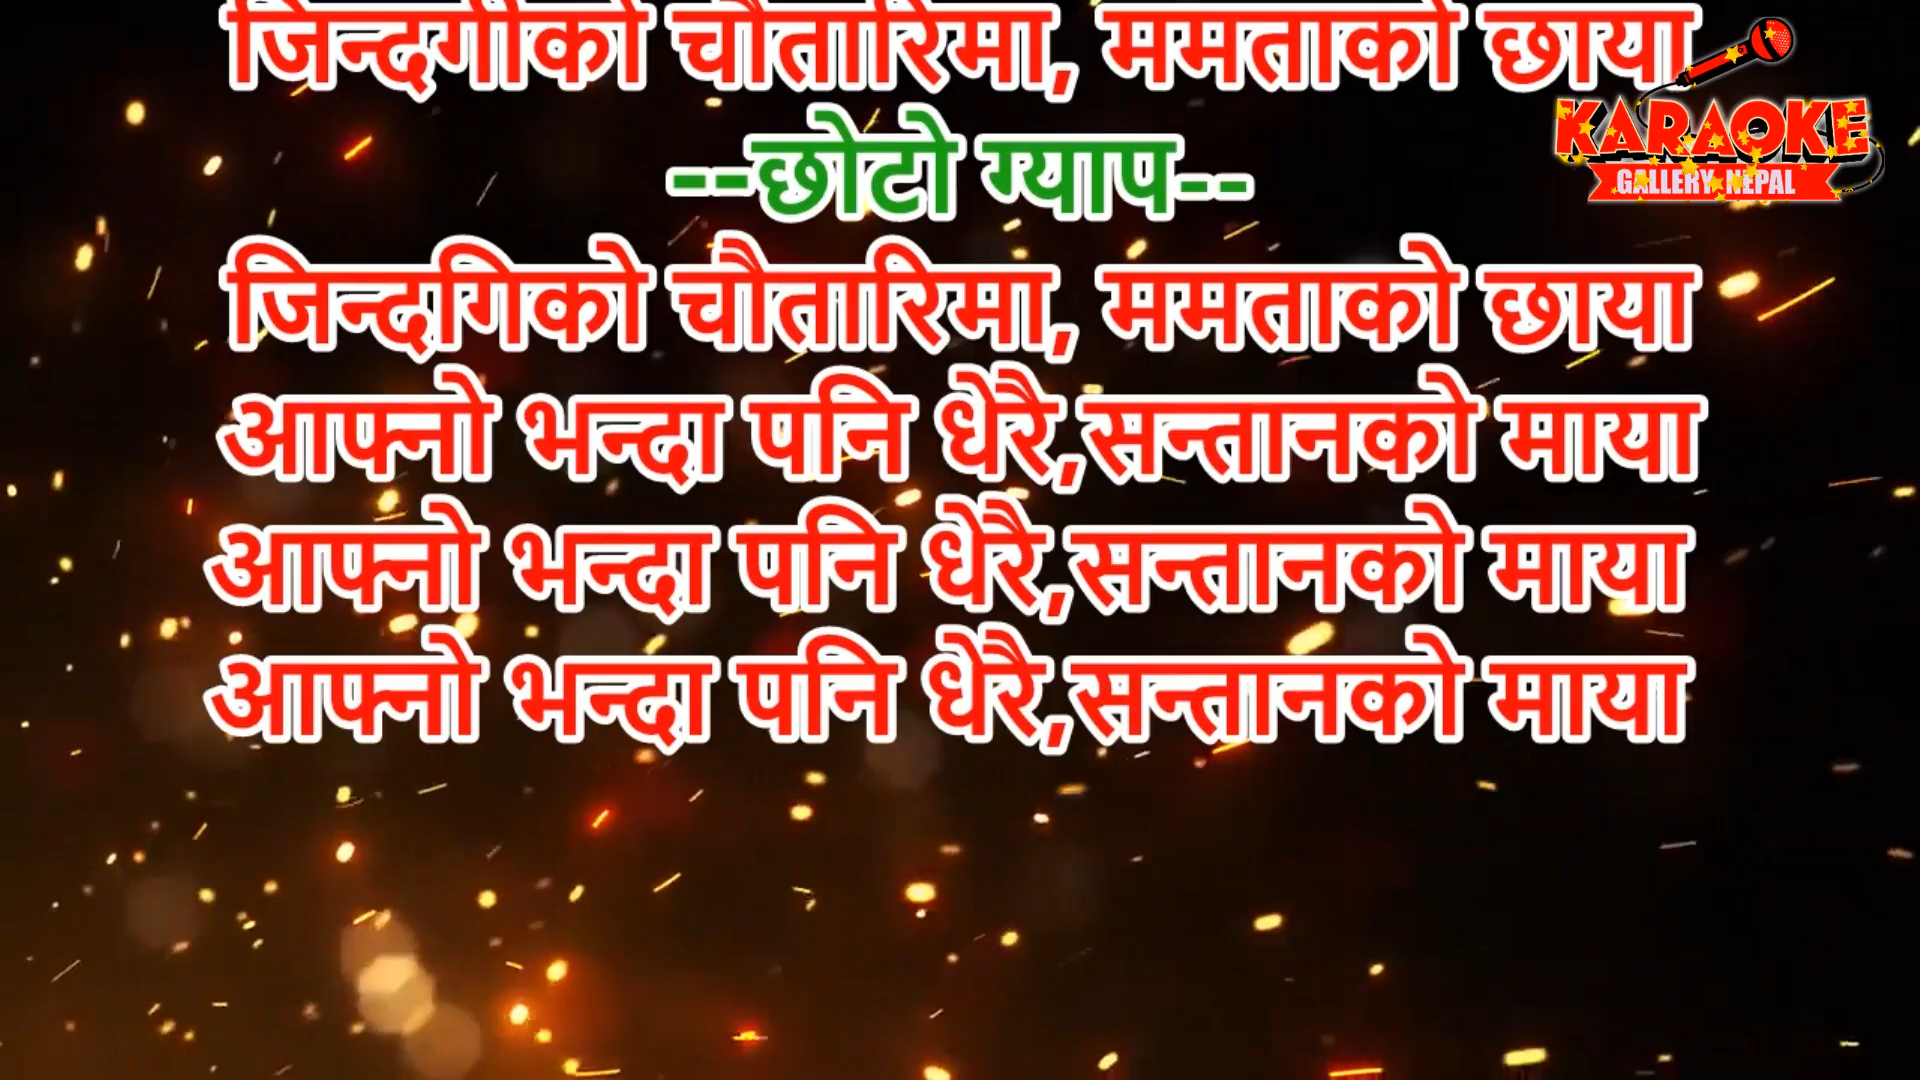 जिन्दगीको चौतारिमा, ममताको छाया
KARAOKE
GALLERY NEPAL
--छोटो ग्याप--
जिन्दगिको चौतारिमा, ममताको छाया
आफ्नो भन्दा पनि धेरै,सन्तानको माया
आफ्नो भन्दा पनि धेरै,सन्तानको माया
आफ्नो भन्दा पनि धेरै,सन्तानको माया